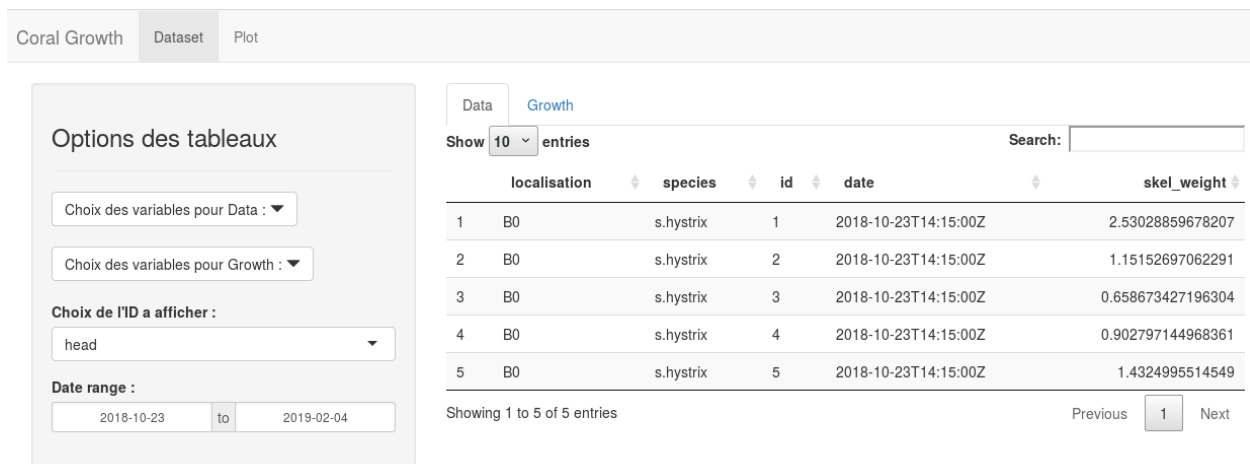 Coral Growth Dataset Plot
Options des tableaux
Choix des variables pour Data :
Choix des variables pour Growth :
Choix de l'ID a afficher :
head
Date range :
2018-10-23 to 2019-02-04
Data Growth
Show 10 entries Search:
localisation species id date skel_weight
1 B0 s.hystrix 1 2018-10-23T14:15:00Z 2.53028859678207
2 B0 s.hystrix 2 2018-10-23T14:15:00Z 1.15152697062291
3 B0 s.hystrix 3 2018-10-23T14:15:00Z 0.658673427196304
4 B0 s.hystrix 4 2018-10-23T14:15:00Z 0.902797144968361
5 B0 s.hystrix 5 2018-10-23T14:15:00Z 1.4324995514549
Showing 1 to 5 of 5 entries Previous 1 Next